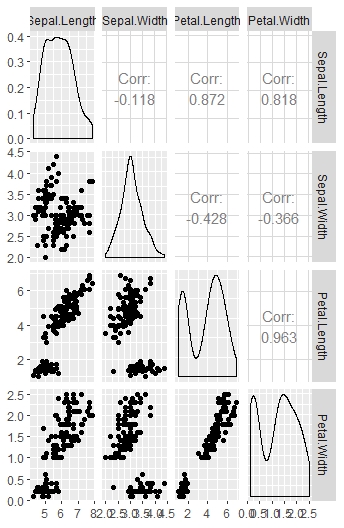 Sepal.Length Sepal.Width Petal.Length Petal.Width
0.4
0.3
0.2
0.1
0.0
Corr:
-0.118
Corr:
0.872
Corr:
0.818
Sepal.Length
4.5
4.0
3.5
3.0
2.5
2.0
Corr:
-0.428
Corr:
-0.366
Sepal.Width
6
4
2
Corr:
0.963
Petal.Length
2.5
2.0
1.5
1.0
0.5
0.0
Petal.Width
5 6 7 8 2.0 2.5 3.0 3.5 4.0 4.5 2 4 6 0.0 0.5 1.0 1.5 2.0 2.5